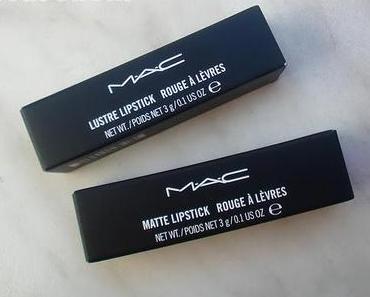 MAC
LUSTRE LIPSTICK ROUGE À LÈVRES
NET WT./POIDS NET 3 g/0.1 US OZ ℮
MAC
MATTE LIPSTICK ROUGE À LÈVRES
NET WT./POIDS NET 3 g/0.1 US OZ ℮